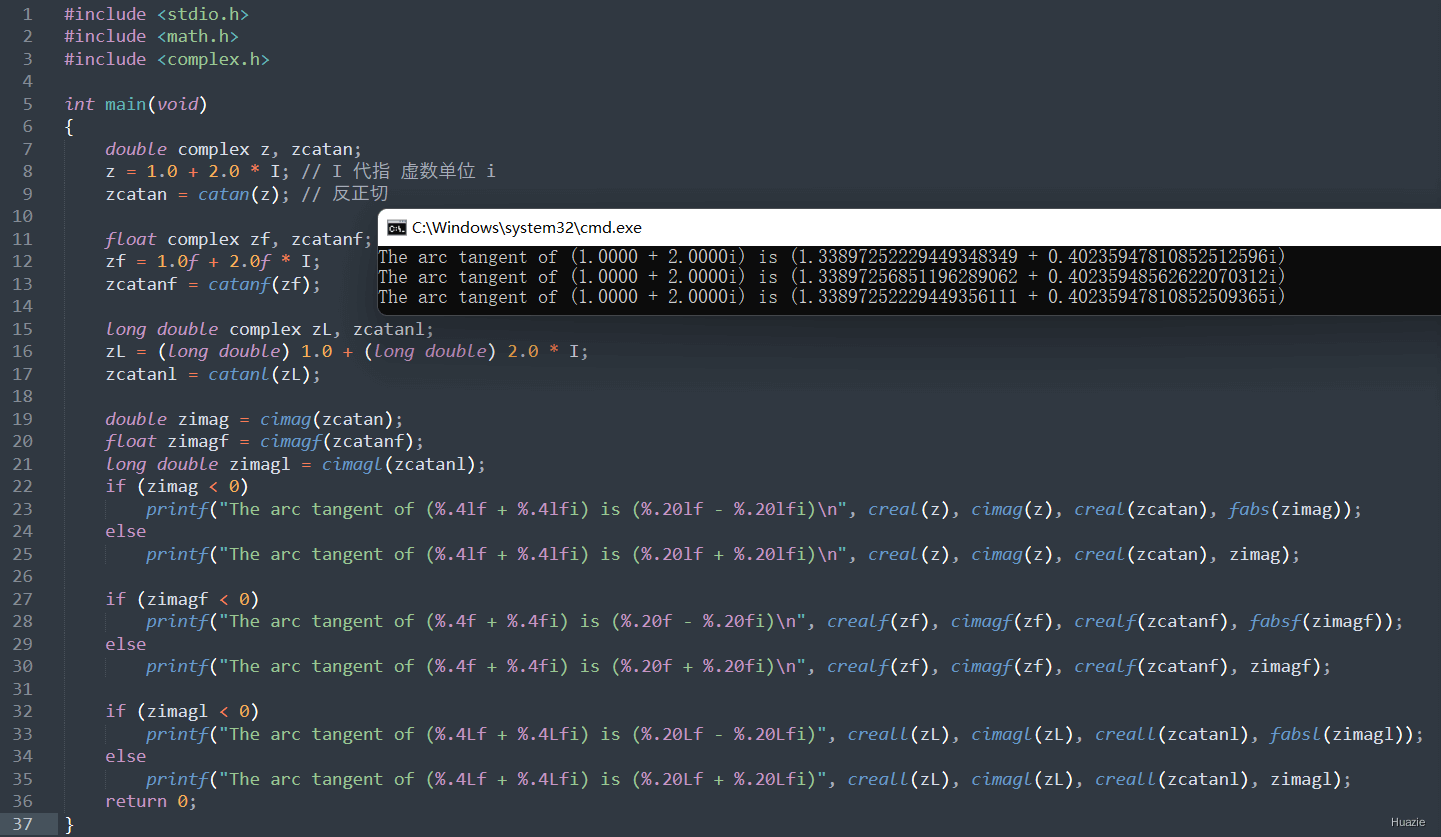 1 #include <stdio.h>
2 #include <math.h>
3 #include <complex.h>
4
5 int main(void)
6 {
7     double complex z, zcatan;
8     z = 1.0 + 2.0 * I; // I 代指 虚数单位 i
9     zcatan = catan(z); // 反正切
10
11     float complex zf, zcatanf;
12     zf = 1.0f + 2.0f * I;
13     zcatanf = catanf(zf);
14
15     long double complex zL, zcatanl;
16     zL = (long double) 1.0 + (long double) 2.0 * I;
17     zcatanl = catanl(zL);
18
19     double zimag = cimag(zcatan);
20     float zimagf = cimagf(zcatanf);
21     long double zimagl = cimagl(zcatanl);
22     if (zimag < 0)
23         printf("The arc tangent of (%.4lf + %.4lfi) is (%.20lf - %.20lfi)\n", creal(z), cimag(z), creal(zcatan), fabs(zimag));
24     else
25         printf("The arc tangent of (%.4lf + %.4lfi) is (%.20lf + %.20lfi)\n", creal(z), cimag(z), creal(zcatan), zimag);
26
27     if (zimagf < 0)
28         printf("The arc tangent of (%.4f + %.4fi) is (%.20f - %.20fi)\n", crealf(zf), cimagf(zf), crealf(zcatanf), fabsf(zimagf));
29     else
30         printf("The arc tangent of (%.4f + %.4fi) is (%.20f + %.20fi)\n", crealf(zf), cimagf(zf), crealf(zcatanf), zimagf);
31
32     if (zimagl < 0)
33         printf("The arc tangent of (%.4Lf + %.4Lfi) is (%.20Lf - %.20Lfi)", creall(zL), cimagl(zL), creall(zcatanl), fabsl(zimagl));
34     else
35         printf("The arc tangent of (%.4Lf + %.4Lfi) is (%.20Lf + %.20Lfi)", creall(zL), cimagl(zL), creall(zcatanl), zimagl);
36     return 0;
37 }
C:\Windows\system32\cmd.exe
The arc tangent of (1.0000 + 2.0000i) is (1.33897252229449348349 + 0.40235947810852512596i)
The arc tangent of (1.0000 + 2.0000i) is (1.33897256851196289062 + 0.40235948562622070312i)
The arc tangent of (1.0000 + 2.0000i) is (1.33897252229449356111 + 0.40235947810852509365i)
Huazie